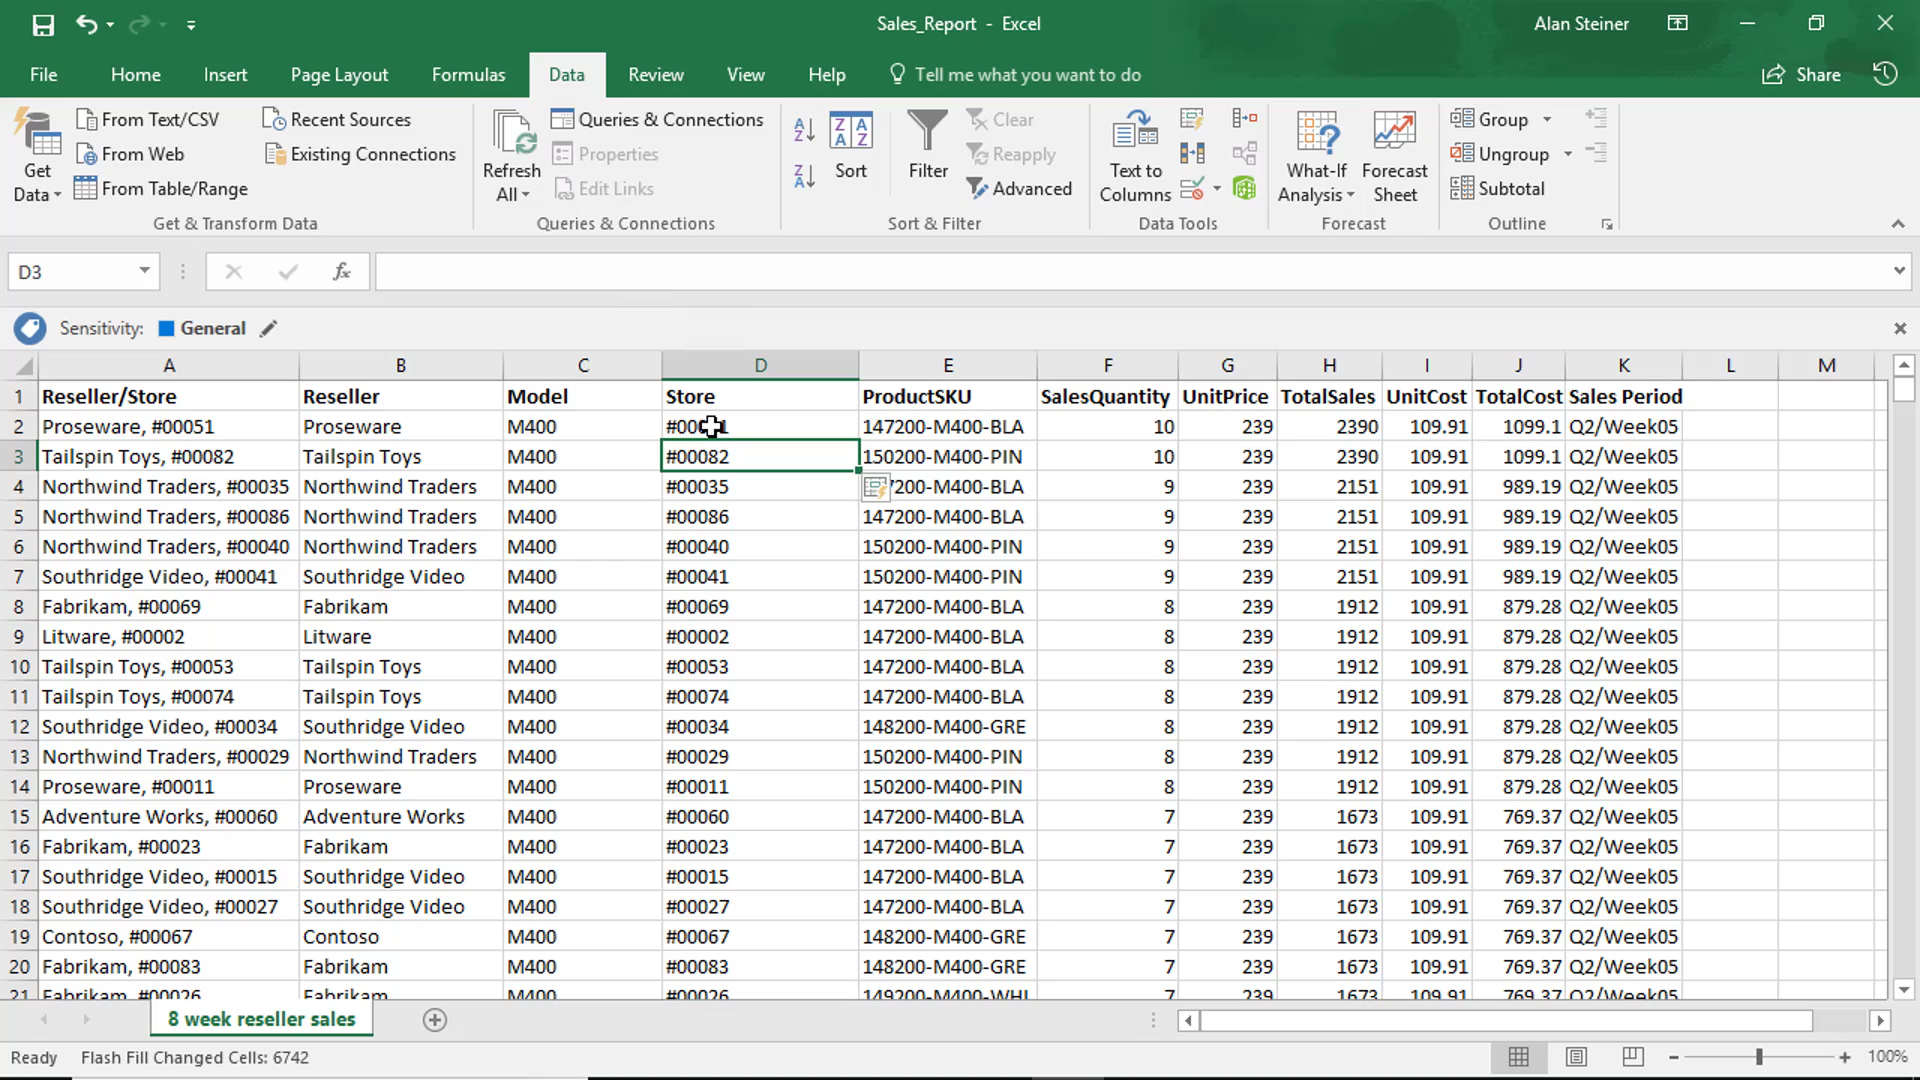 Sales_Report - Excel
Alan Steiner
File Home Insert Page Layout Formulas Data Review View Help Tell me what you want to do Share
Get Data
From Text/CSV
From Web
From Table/Range
Recent Sources
Existing Connections
Get & Transform Data
Refresh All
Queries & Connections
Properties
Edit Links
Queries & Connections
Sort
Filter
Clear
Reapply
Advanced
Sort & Filter
Text to Columns
Data Tools
What-If Analysis
Forecast Sheet
Forecast
Group
Ungroup
Subtotal
Outline
D3 fx
Sensitivity: General
A B C D E F G H I J K L M
1 Reseller/Store Reseller Model Store ProductSKU SalesQuantity UnitPrice TotalSales UnitCost TotalCost Sales Period
2 Proseware, #00051 Proseware M400 147200-M400-BLA 10 239 2390 109.91 1099.1 Q2/Week05
3 Tailspin Toys, #00082 Tailspin Toys M400 #00082 150200-M400-PIN 10 239 2390 109.91 1099.1 Q2/Week05
4 Northwind Traders, #00035 Northwind Traders M400 #00035 7200-M400-BLA 9 239 2151 109.91 989.19 Q2/Week05
5 Northwind Traders, #00086 Northwind Traders M400 #00086 147200-M400-BLA 9 239 2151 109.91 989.19 Q2/Week05
6 Northwind Traders, #00040 Northwind Traders M400 #00040 150200-M400-PIN 9 239 2151 109.91 989.19 Q2/Week05
7 Southridge Video, #00041 Southridge Video M400 #00041 150200-M400-PIN 9 239 2151 109.91 989.19 Q2/Week05
8 Fabrikam, #00069 Fabrikam M400 #00069 147200-M400-BLA 8 239 1912 109.91 879.28 Q2/Week05
9 Litware, #00002 Litware M400 #00002 147200-M400-BLA 8 239 1912 109.91 879.28 Q2/Week05
10 Tailspin Toys, #00053 Tailspin Toys M400 #00053 147200-M400-BLA 8 239 1912 109.91 879.28 Q2/Week05
11 Tailspin Toys, #00074 Tailspin Toys M400 #00074 147200-M400-BLA 8 239 1912 109.91 879.28 Q2/Week05
12 Southridge Video, #00034 Southridge Video M400 #00034 148200-M400-GRE 8 239 1912 109.91 879.28 Q2/Week05
13 Northwind Traders, #00029 Northwind Traders M400 #00029 150200-M400-PIN 8 239 1912 109.91 879.28 Q2/Week05
14 Proseware, #00011 Proseware M400 #00011 150200-M400-PIN 8 239 1912 109.91 879.28 Q2/Week05
15 Adventure Works, #00060 Adventure Works M400 #00060 147200-M400-BLA 7 239 1673 109.91 769.37 Q2/Week05
16 Fabrikam, #00023 Fabrikam M400 #00023 147200-M400-BLA 7 239 1673 109.91 769.37 Q2/Week05
17 Southridge Video, #00015 Southridge Video M400 #00015 147200-M400-BLA 7 239 1673 109.91 769.37 Q2/Week05
18 Southridge Video, #00027 Southridge Video M400 #00027 147200-M400-BLA 7 239 1673 109.91 769.37 Q2/Week05
19 Contoso, #00067 Contoso M400 #00067 148200-M400-GRE 7 239 1673 109.91 769.37 Q2/Week05
20 Fabrikam, #00083 Fabrikam M400 #00083 148200-M400-GRE 7 239 1673 109.91 769.37 Q2/Week05
21 Fabrikam, #00026 Fabrikam M400 #00026 149200-M400-WHI 7 239 1673 109.91 769.37 Q2/Week05
8 week reseller sales
Ready Flash Fill Changed Cells: 6742 100%